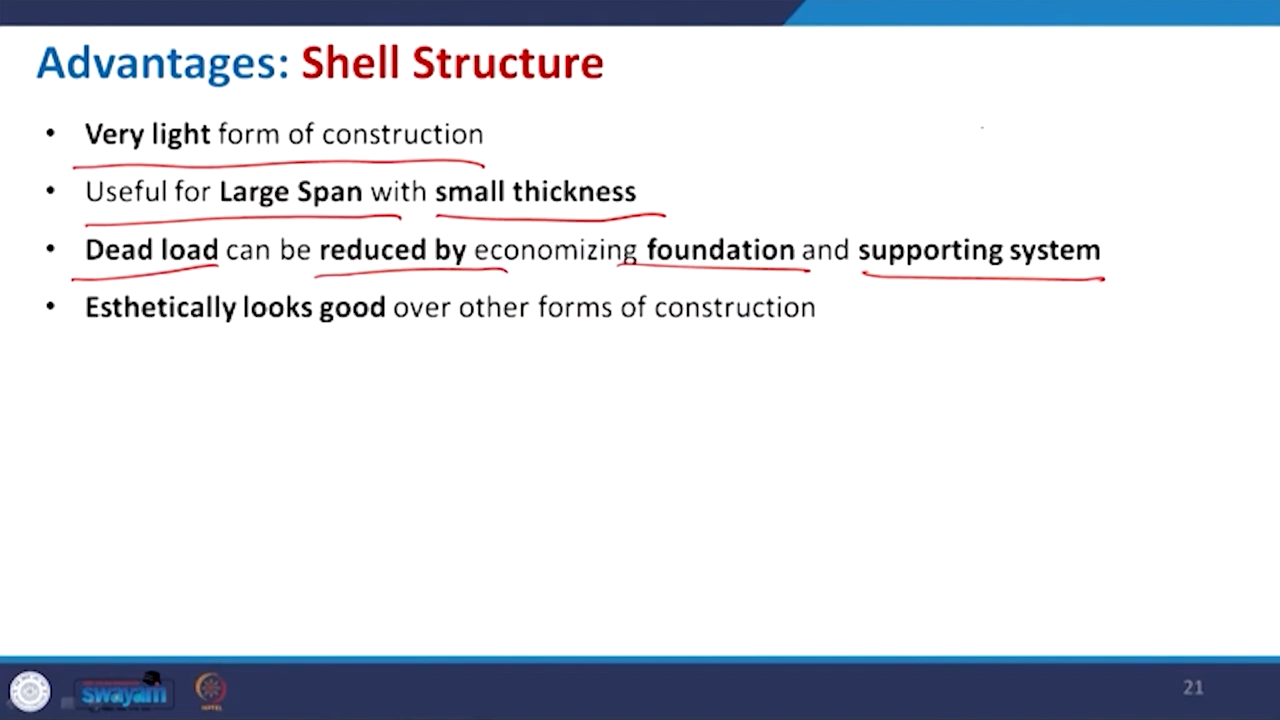 Advantages: Shell Structure
• Very light form of construction
• Useful for Large Span with small thickness
• Dead load can be reduced by economizing foundation and supporting system
• Esthetically looks good over other forms of construction
swayam
21